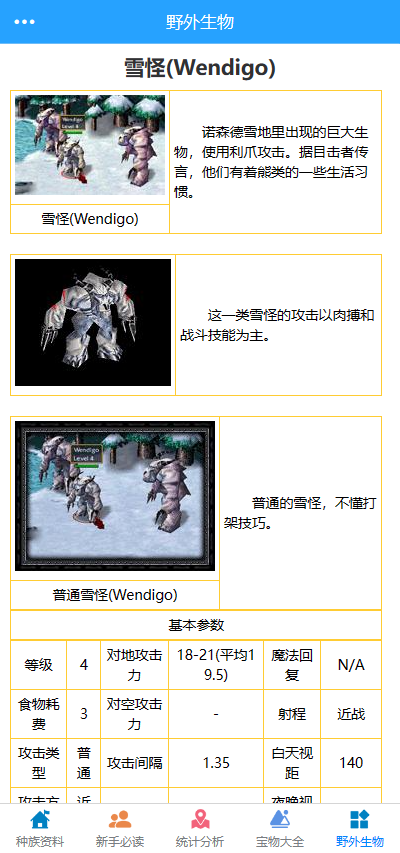 野外生物
雪怪(Wendigo)
Wendigo
Level 4
诺森德雪地里出现的巨大生
物，使用利爪攻击。据目击者传
言，他们有着熊类的一些生活习
惯。
雪怪(Wendigo)
这一类雪怪的攻击以肉搏和
战斗技能为主。
Wendigo
Level 4
普通的雪怪，不懂打
架技巧。
普通雪怪(Wendigo)
基本参数
等级 4 对地攻击力 18-21(平均19.5) 魔法回复 N/A
食物耗费 3 对空攻击力 - 射程 近战
攻击类型 普通 攻击间隔 1.35 白天视距 140
攻击方 近 夜晚视
种族资料 新手必读 统计分析 宝物大全 野外生物